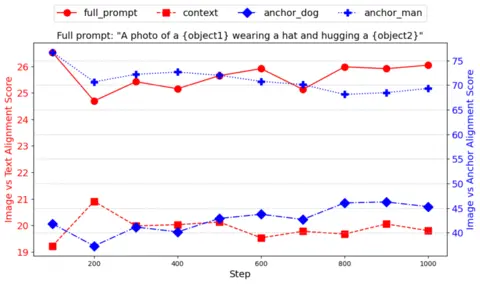 full_prompt context anchor_dog anchor_man
Full prompt: "A photo of a {object1} wearing a hat and hugging a {object2}"
Image vs Text Alignment Score
26
25
24
23
22
21
20
19
75
70
65
60
55
50
45
40
Image vs Anchor Alignment Score
200 400 600 800 1000
Step